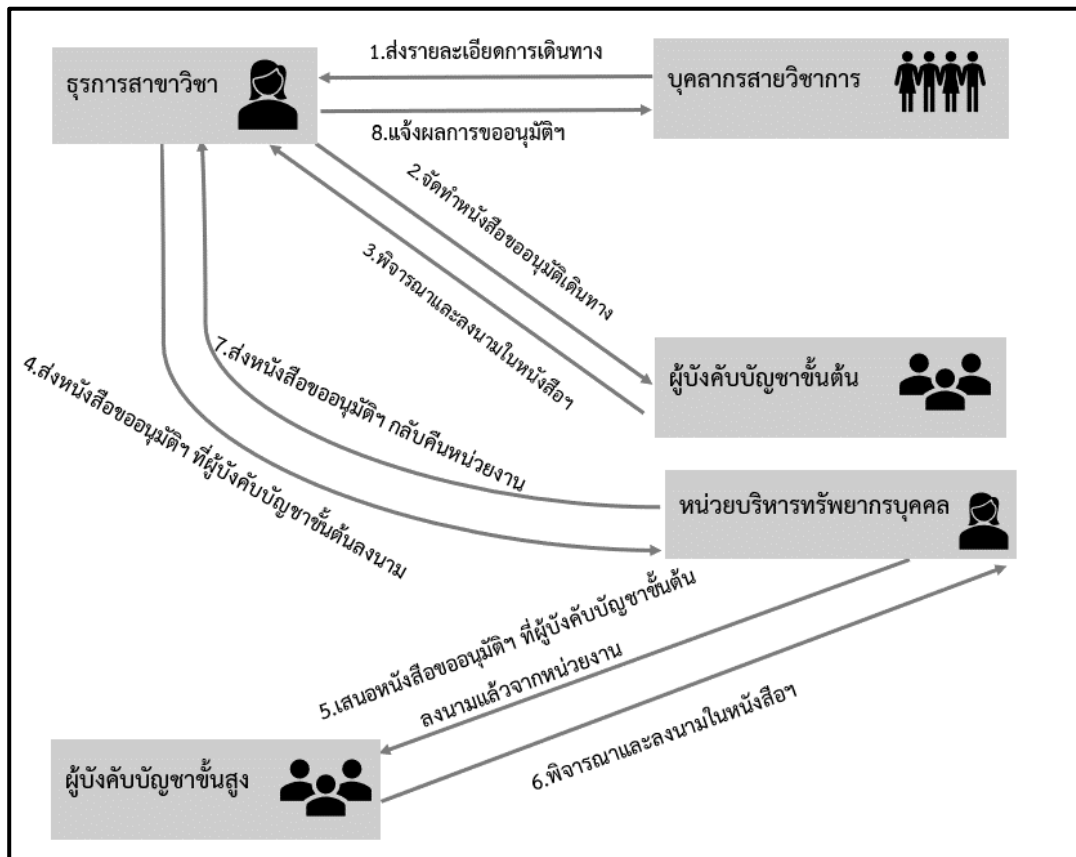 1.ส่งรายละเอียดการเดินทาง
ธุรการสาขาวิชา
บุคลากรสายวิชาการ
8.แจ้งผลการขออนุมัติฯ
2.จัดทำหนังสือขออนุมัติเดินทาง
3.พิจารณาและลงนามในหนังสือฯ
ผู้บังคับบัญชาขั้นต้น
4.ส่งหนังสือขออนุมัติฯ ที่ผู้บังคับบัญชาขั้นต้นลงนาม
7.ส่งหนังสือขออนุมัติฯ กลับคืนหน่วยงาน
หน่วยบริหารทรัพยากรบุคคล
5.เสนอหนังสือขออนุมัติฯ ที่ผู้บังคับบัญชาขั้นต้น
ลงนามแล้วจากหน่วยงาน
6.พิจารณาและลงนามในหนังสือฯ
ผู้บังคับบัญชาขั้นสูง